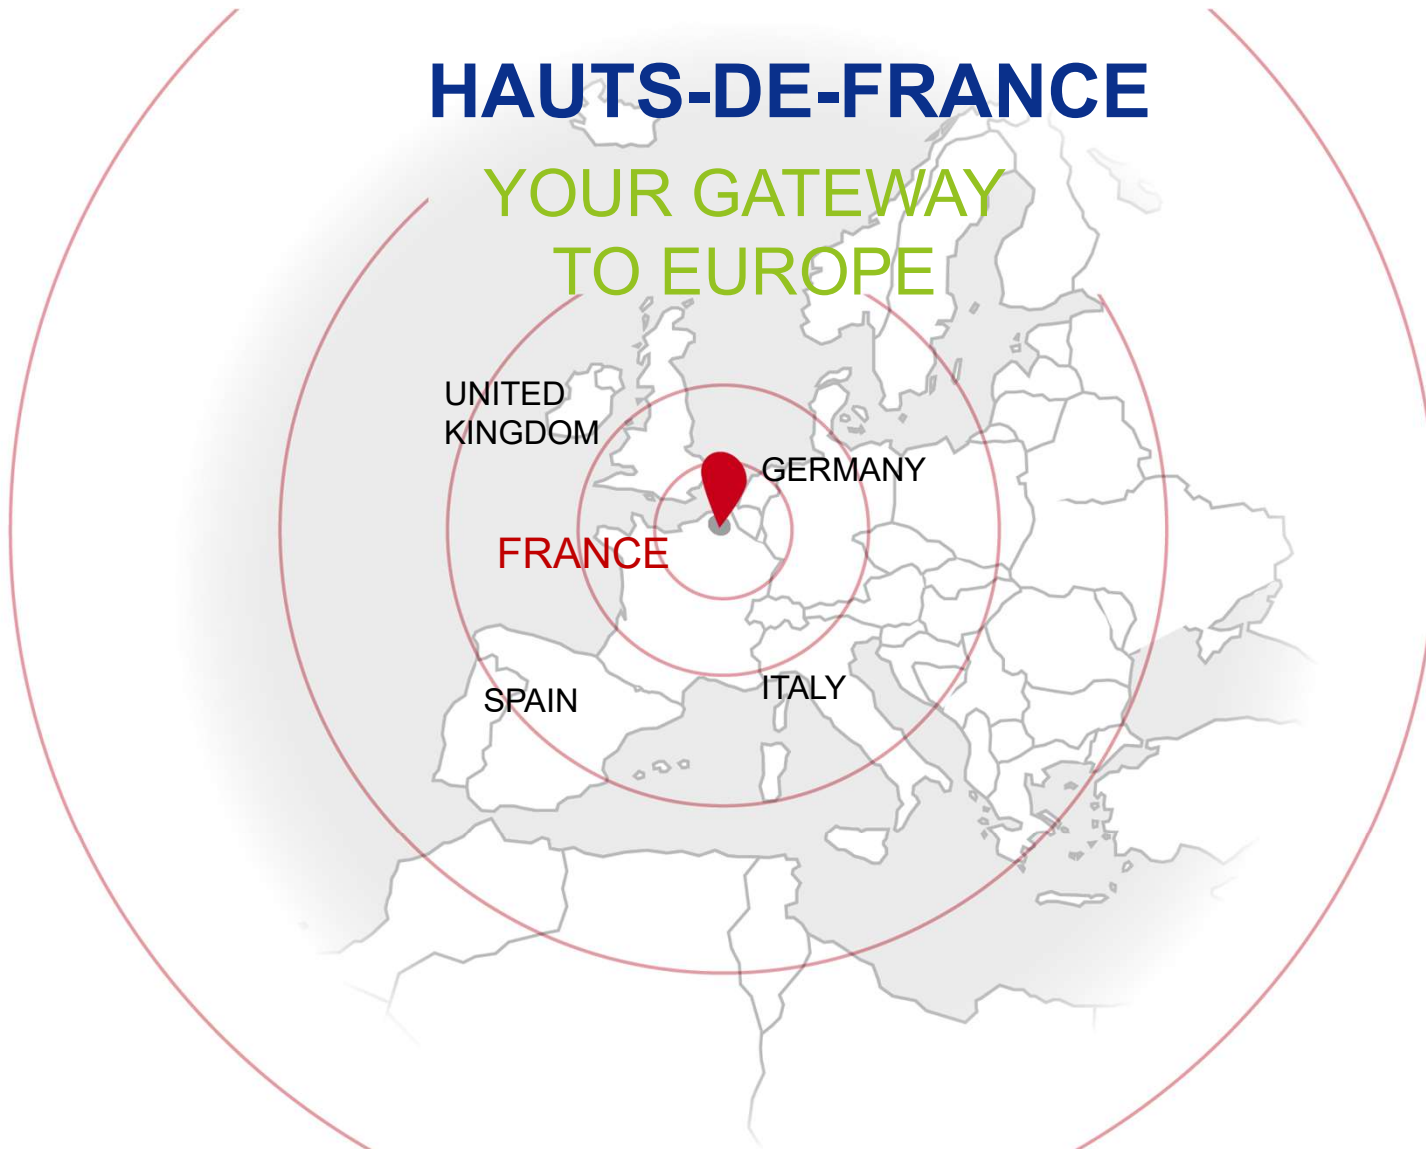 HAUTS-DE-FRANCE
YOUR GATEWAY
TO EUROPE
UNITED
KINGDOM
GERMANY
FRANCE
SPAIN
ITALY